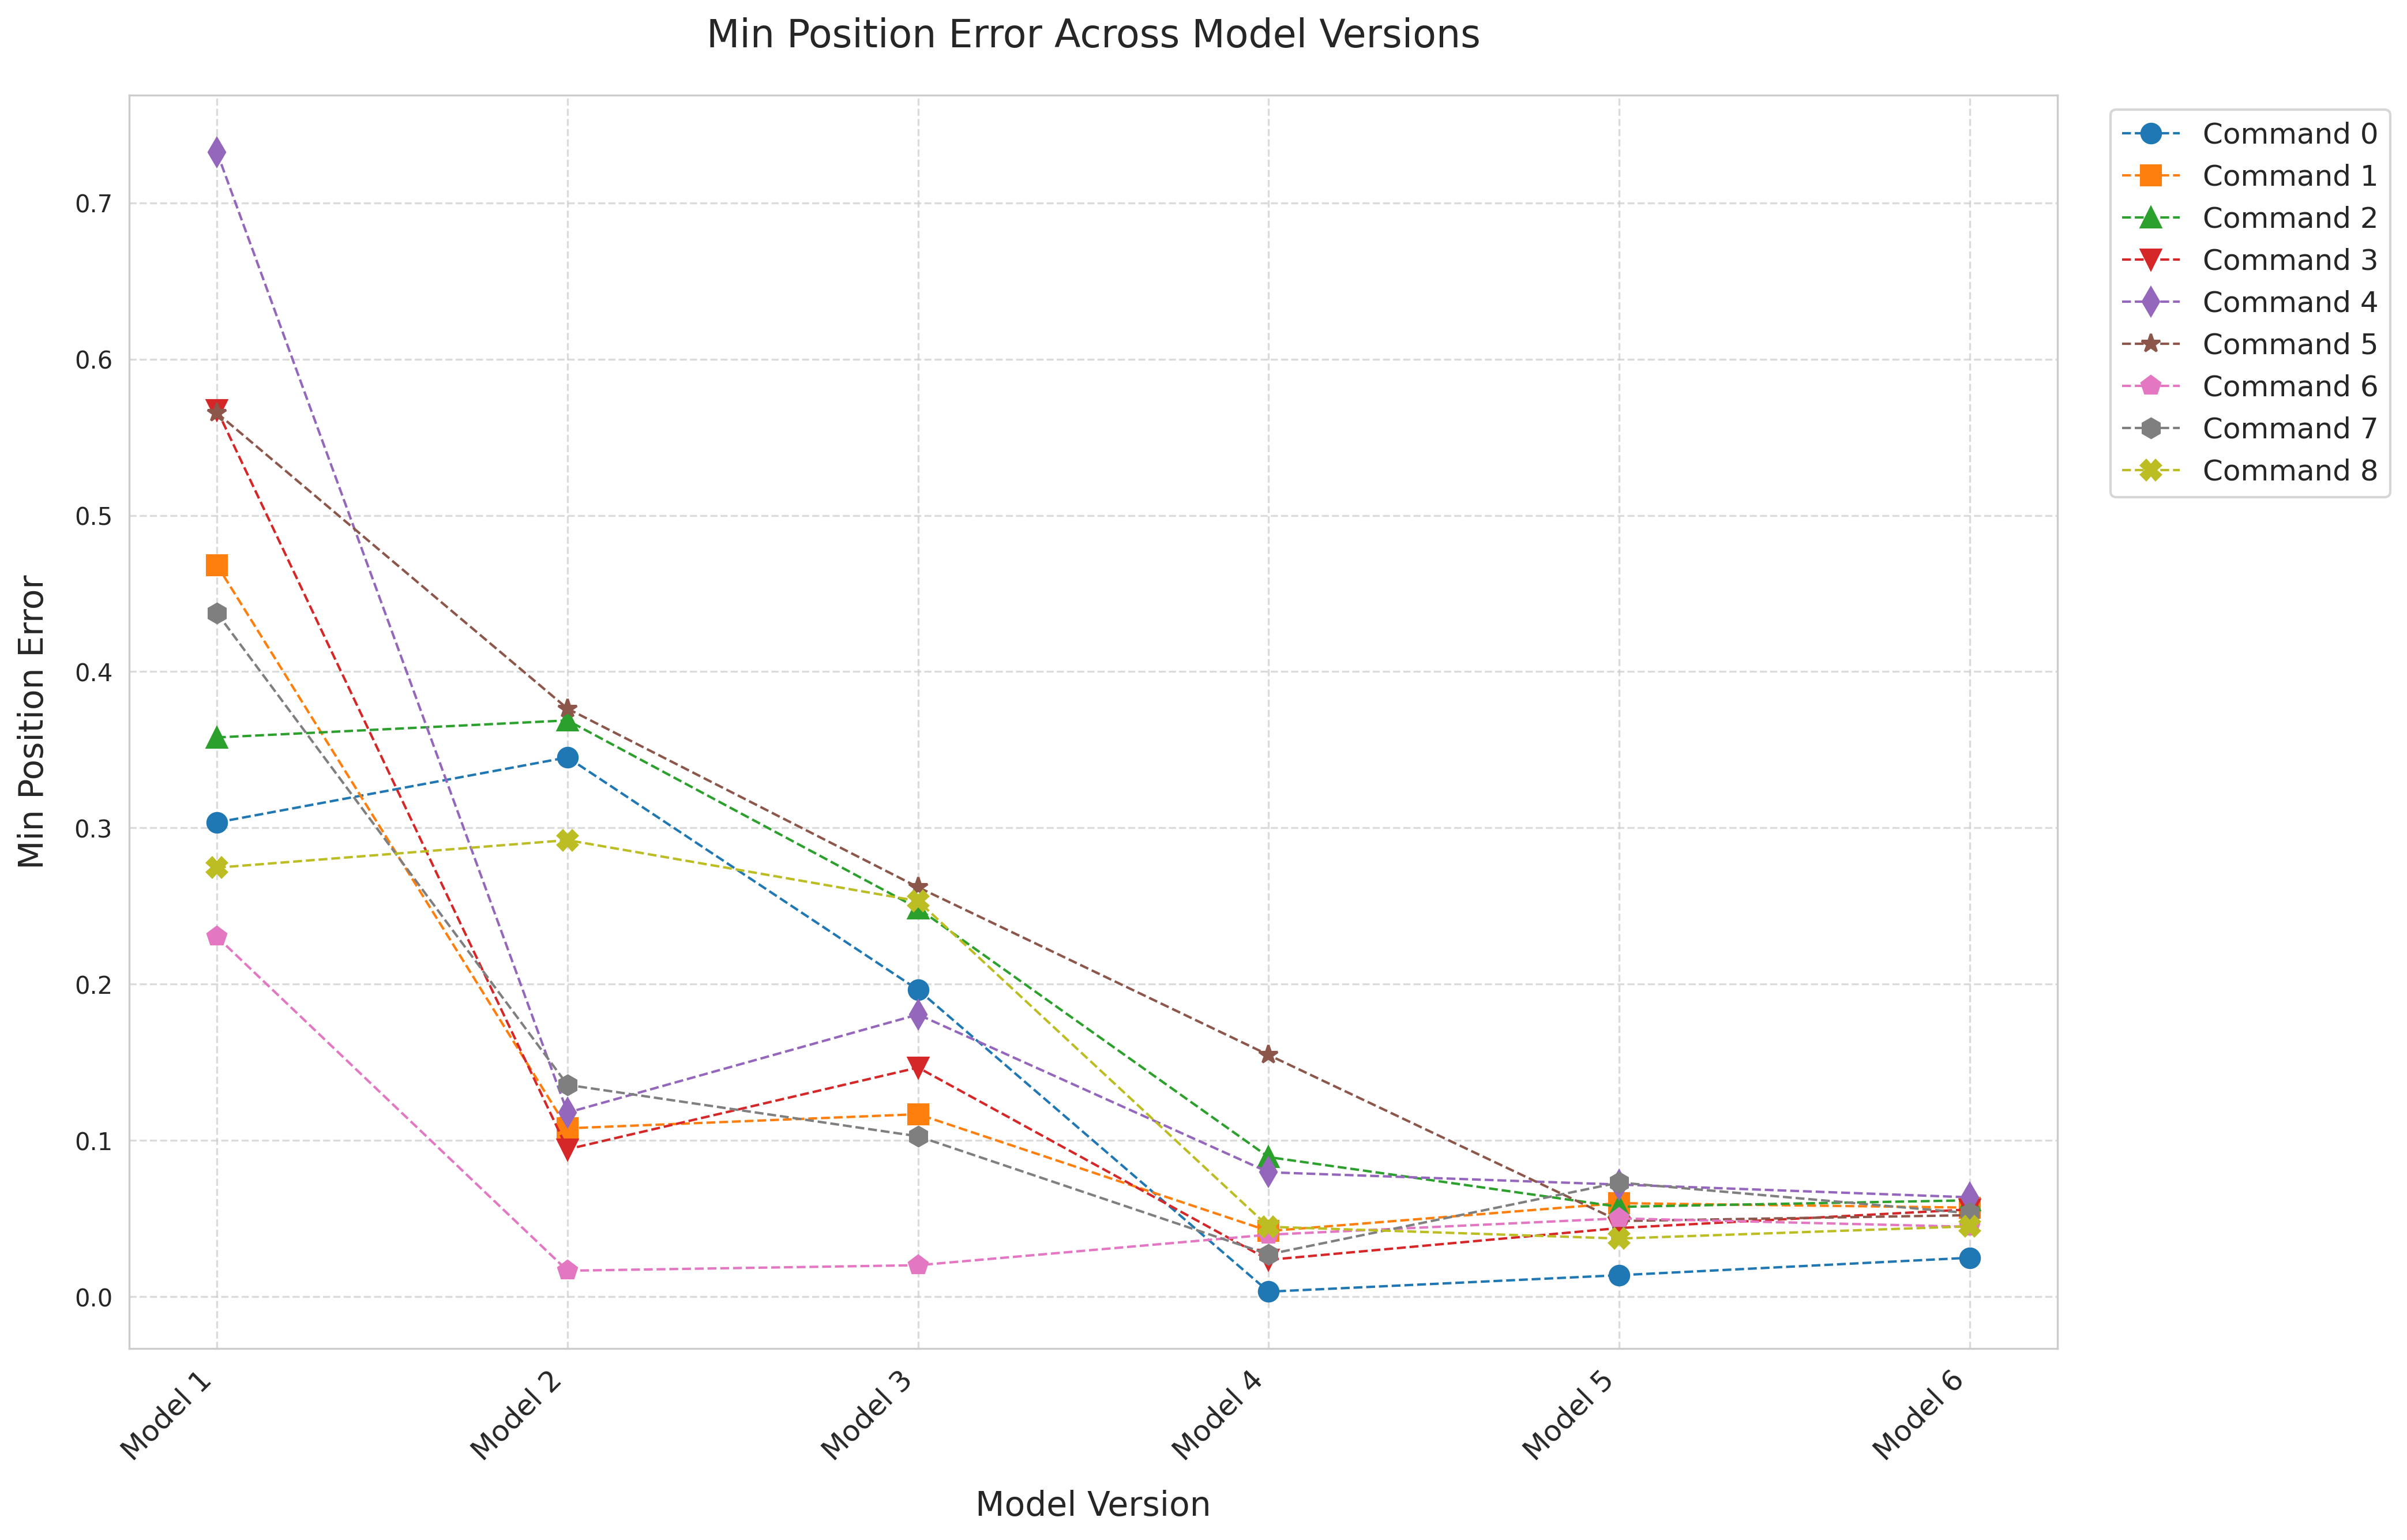 Min Position Error Across Model Versions
Min Position Error
0.7
0.6
0.5
0.4
0.3
0.2
0.1
0.0
Model 1
Model 2
Model 3
Model 4
Model 5
Model 6
Model Version
Command 0
Command 1
Command 2
Command 3
Command 4
Command 5
Command 6
Command 7
Command 8